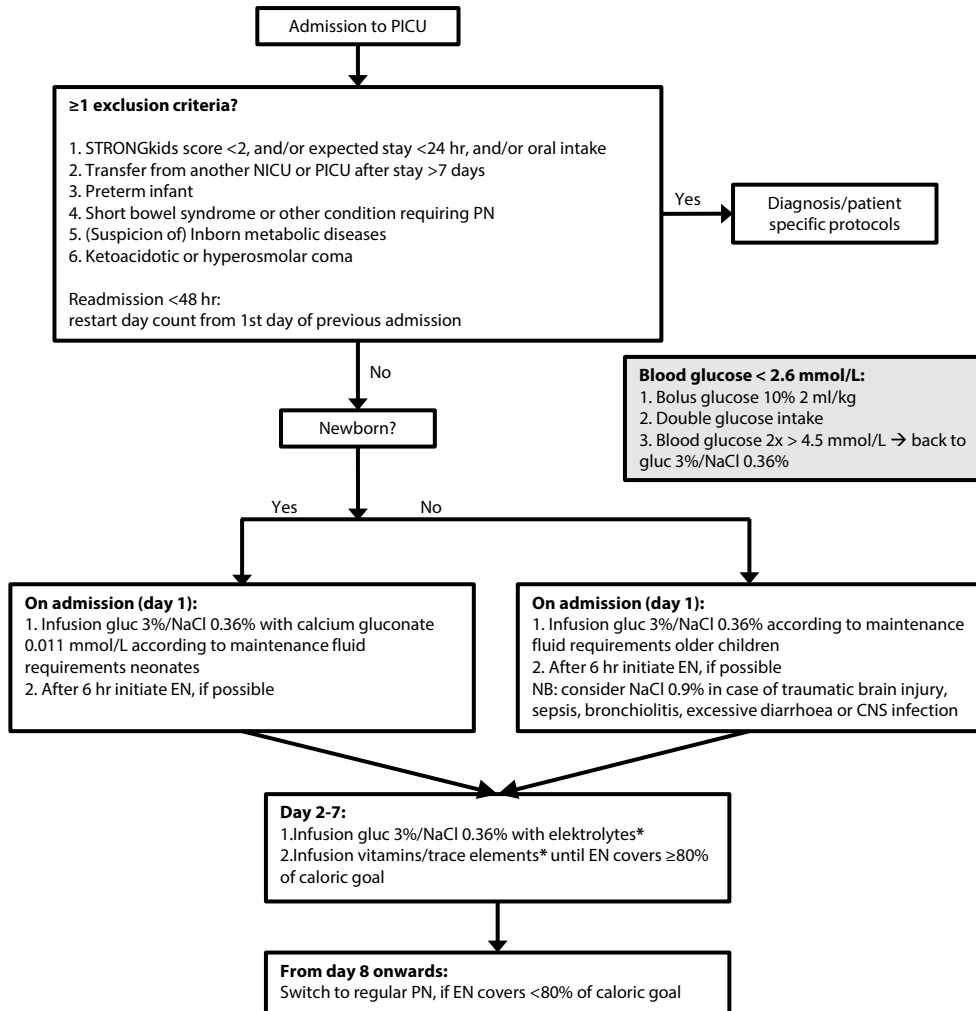 Admission to PICU
≥1 exclusion criteria?
1. STRONGkids score <2, and/or expected stay <24 hr, and/or oral intake
2. Transfer from another NICU or PICU after stay >7 days
3. Preterm infant
4. Short bowel syndrome or other condition requiring PN
5. (Suspicion of) Inborn metabolic diseases
6. Ketoacidotic or hyperosmolar coma
Readmission <48 hr:
restart day count from 1st day of previous admission
Yes
Diagnosis/patient
specific protocols
No
Blood glucose < 2.6 mmol/L:
1. Bolus glucose 10% 2 ml/kg
2. Double glucose intake
3. Blood glucose 2x > 4.5 mmol/L → back to
gluc 3%/NaCl 0.36%
Newborn?
Yes
No
On admission (day 1):
1. Infusion gluc 3%/NaCl 0.36% with calcium gluconate
0.011 mmol/L according to maintenance fluid
requirements neonates
2. After 6 hr initiate EN, if possible
On admission (day 1):
1. Infusion gluc 3%/NaCl 0.36% according to maintenance
fluid requirements older children
2. After 6 hr initiate EN, if possible
NB: consider NaCl 0.9% in case of traumatic brain injury,
sepsis, bronchiolitis, excessive diarrhoea or CNS infection
Day 2-7:
1.Infusion gluc 3%/NaCl 0.36% with elektrolytes*
2.Infusion vitamins/trace elements* until EN covers ≥80%
of caloric goal
From day 8 onwards:
Switch to regular PN, if EN covers <80% of caloric goal